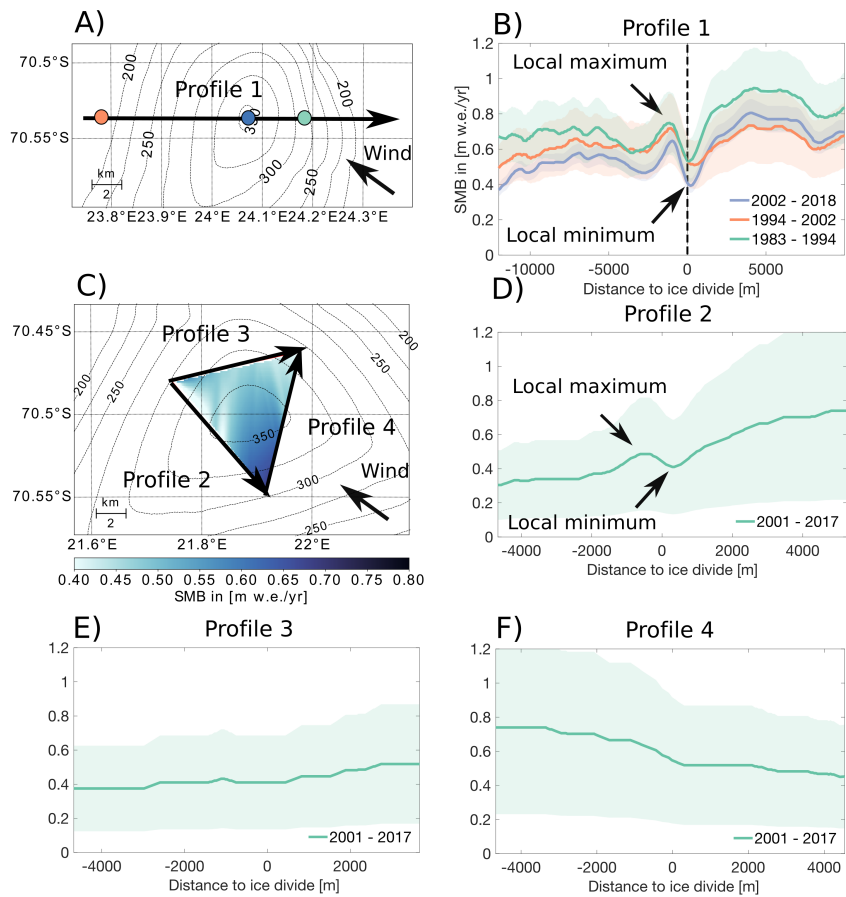 A)
70.5°S
70.55°S
200
250
Profile 1
350
300
250
200
Wind
km
2
23.8°E
23.9°E
24°E
24.1°E
24.2°E
24.3°E
B)
Profile 1
SMB in [m w.e./yr]
1.2
1
0.8
0.6
0.4
0.2
0
Local maximum
Local minimum
2002 - 2018
1994 - 2002
1983 - 1994
-10000
-5000
0
5000
Distance to ice divide [m]
C)
70.45°S
70.5°S
70.55°S
200
250
Profile 3
250
200
Profile 4
350
Profile 2
300
250
Wind
km
2
21.6°E
21.8°E
22°E
0.40 0.45 0.50 0.55 0.60 0.65 0.70 0.75 0.80
SMB in [m w.e./yr]
D)
Profile 2
1.2
1
0.8
0.6
0.4
0.2
0
Local maximum
Local minimum
2001 - 2017
-4000
-2000
0
2000
4000
Distance to ice divide [m]
E)
Profile 3
1.2
1
0.8
0.6
0.4
0.2
0
2001 - 2017
-4000
-2000
0
2000
Distance to ice divide [m]
F)
Profile 4
1.2
1
0.8
0.6
0.4
0.2
0
2001 - 2017
-4000
-2000
0
2000
4000
Distance to ice divide [m]